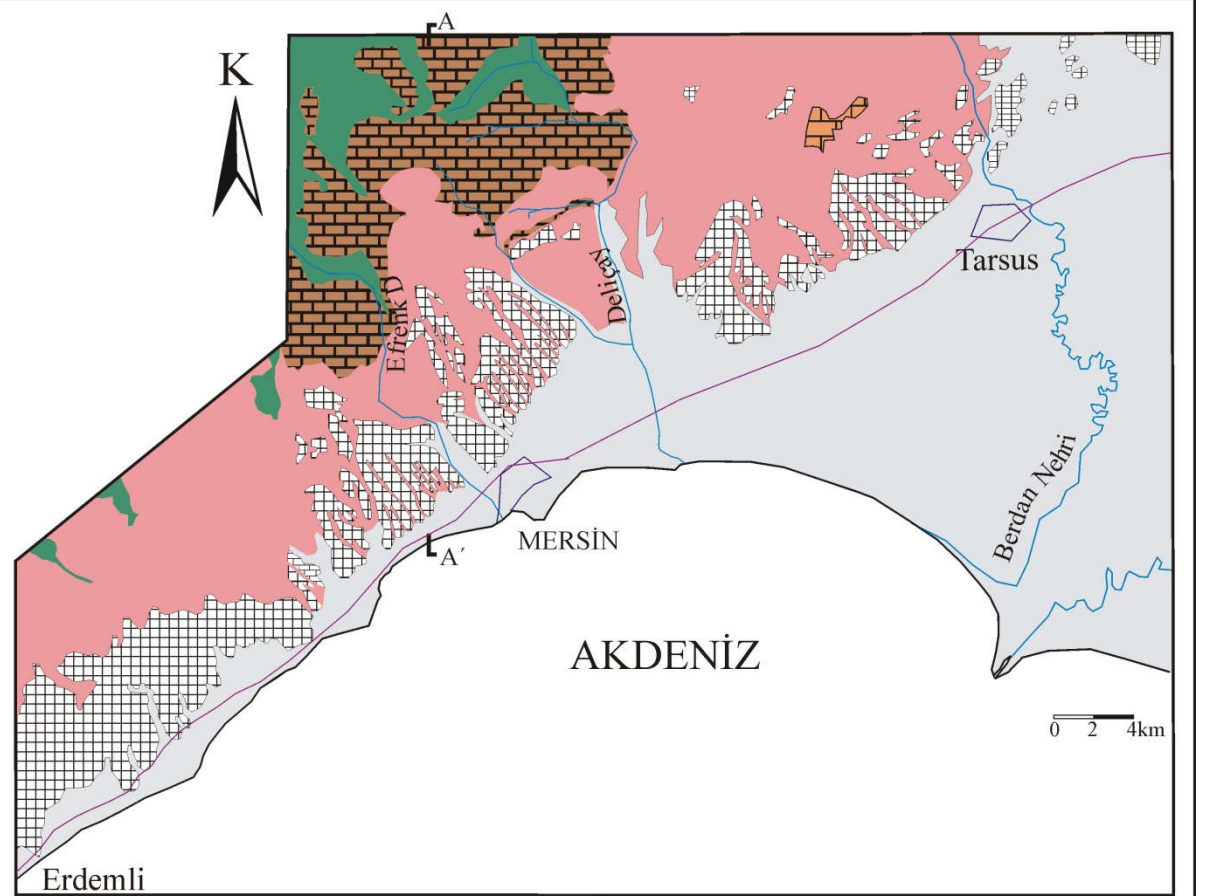 A
K
Tarsus
Deliçay
Efrenk D
Berdan Nehri
MERSİN
A´
AKDENİZ
0 2 4km
Erdemli